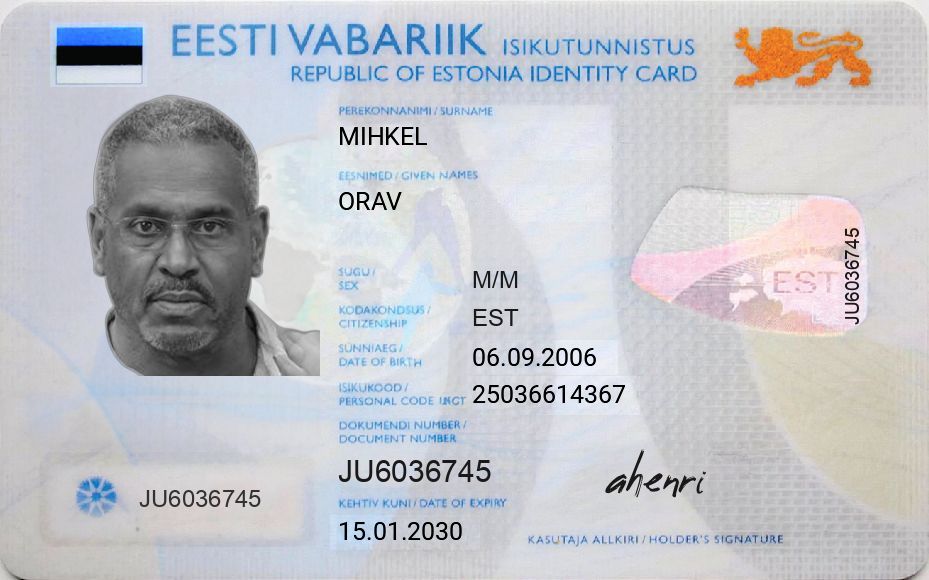 EESTI VABARIIK ISIKUTUNNISTUS
REPUBLIC OF ESTONIA IDENTITY CARD
PEREKONNANIMI / SURNAME
MIHKEL
EESNIMED / GIVEN NAMES
ORAV
SUGU /
SEX
M/M
KODAKONDSUS /
CITIZENSHIP
EST
SÜNNIAEG /
DATE OF BIRTH
06.09.2006
ISIKUKOOD /
PERSONAL CODE
25036614367
DOKUMENDI NUMBER /
DOCUMENT NUMBER
JU6036745
KEHTIV KUNI / DATE OF EXPIRY
15.01.2030
JU6036745
EST
JU6036745
ahenri
KASUTAJA ALLKIRI / HOLDER'S SIGNATURE